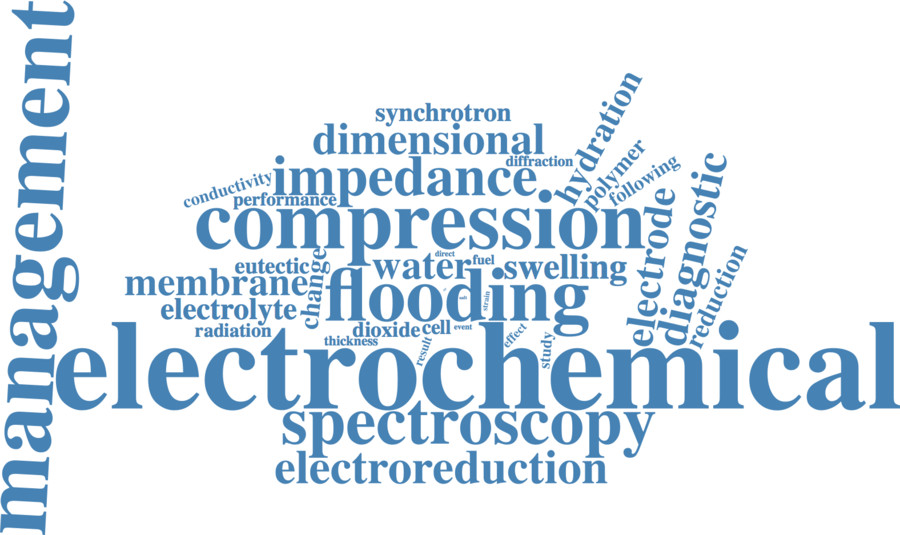 management
synchrotron
dimensional
hydration
diffraction
polymer
impedance
following
conductivity
performance
compression
diagnostic
electrode
direct
eutectic
water
fuel
swelling
change
membrane
flooding
strain
reduction
electrolyte
radiation
dioxide
cell
event
effect
thickness
result
study
electrochemical
spectroscopy
electroreduction